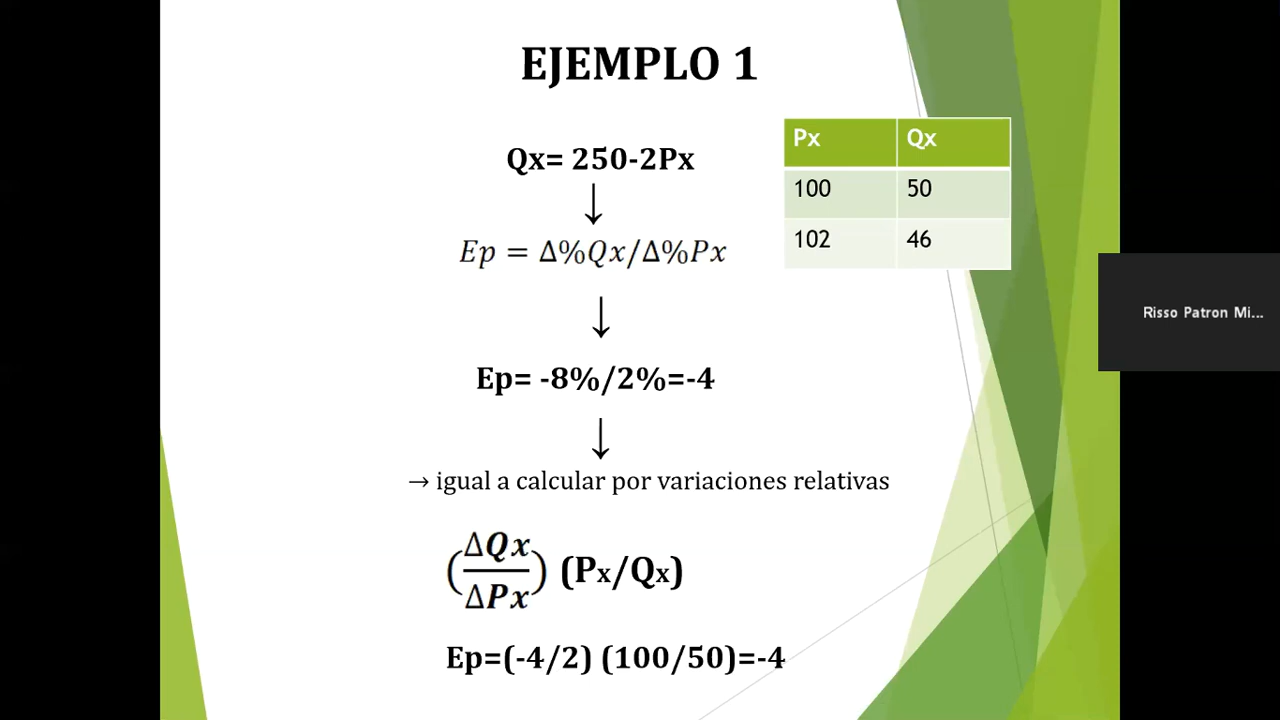 EJEMPLO 1
Qx= 250-2Px
↓
Ep = Δ%Qx/Δ%Px
↓
Ep= -8%/2%=-4
↓
→ igual a calcular por variaciones relativas
(ΔQx/ΔPx) (Px/Qx)
Ep=(-4/2) (100/50)=-4
Px Qx
100 50
102 46
Risso Patron Mi...